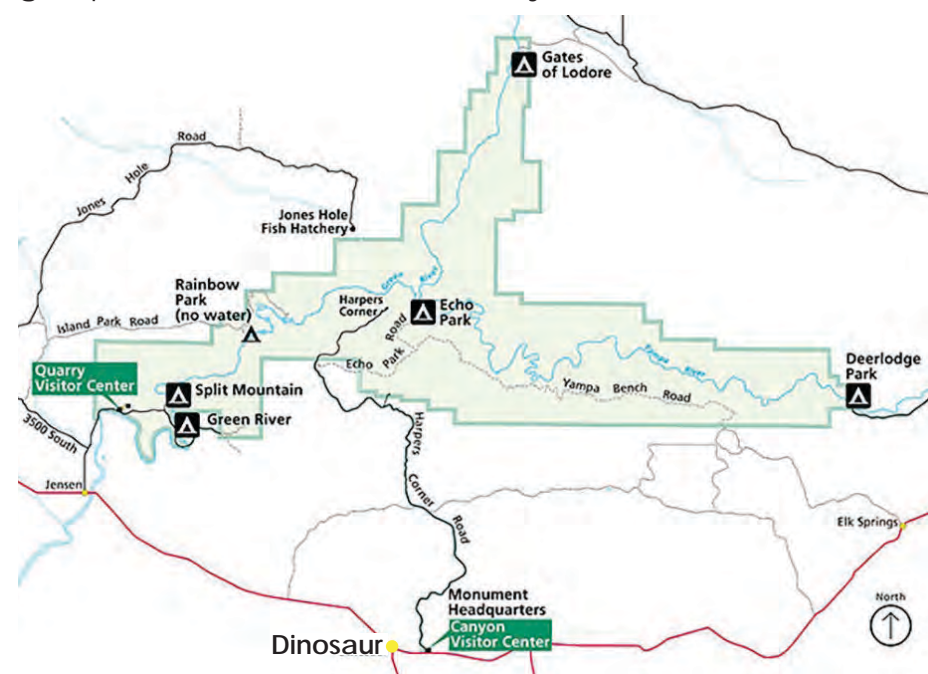 Gates
of Lodore
Road
Hole
Jones
Jones Hole
Fish Hatchery
Rainbow
Park
(no water)
Green
River
Harpers
Corner
Echo
Park
Island Park Road
Road
Park
Echo
Yampa
River
Deerlodge
Park
Quarry
Visitor Center
Split Mountain
Yampa Bench
Road
Green River
3500 South
Harpers
Corner
Road
Jensen
Elk Springs
Monument
Headquarters
Canyon
Visitor Center
North
Dinosaur